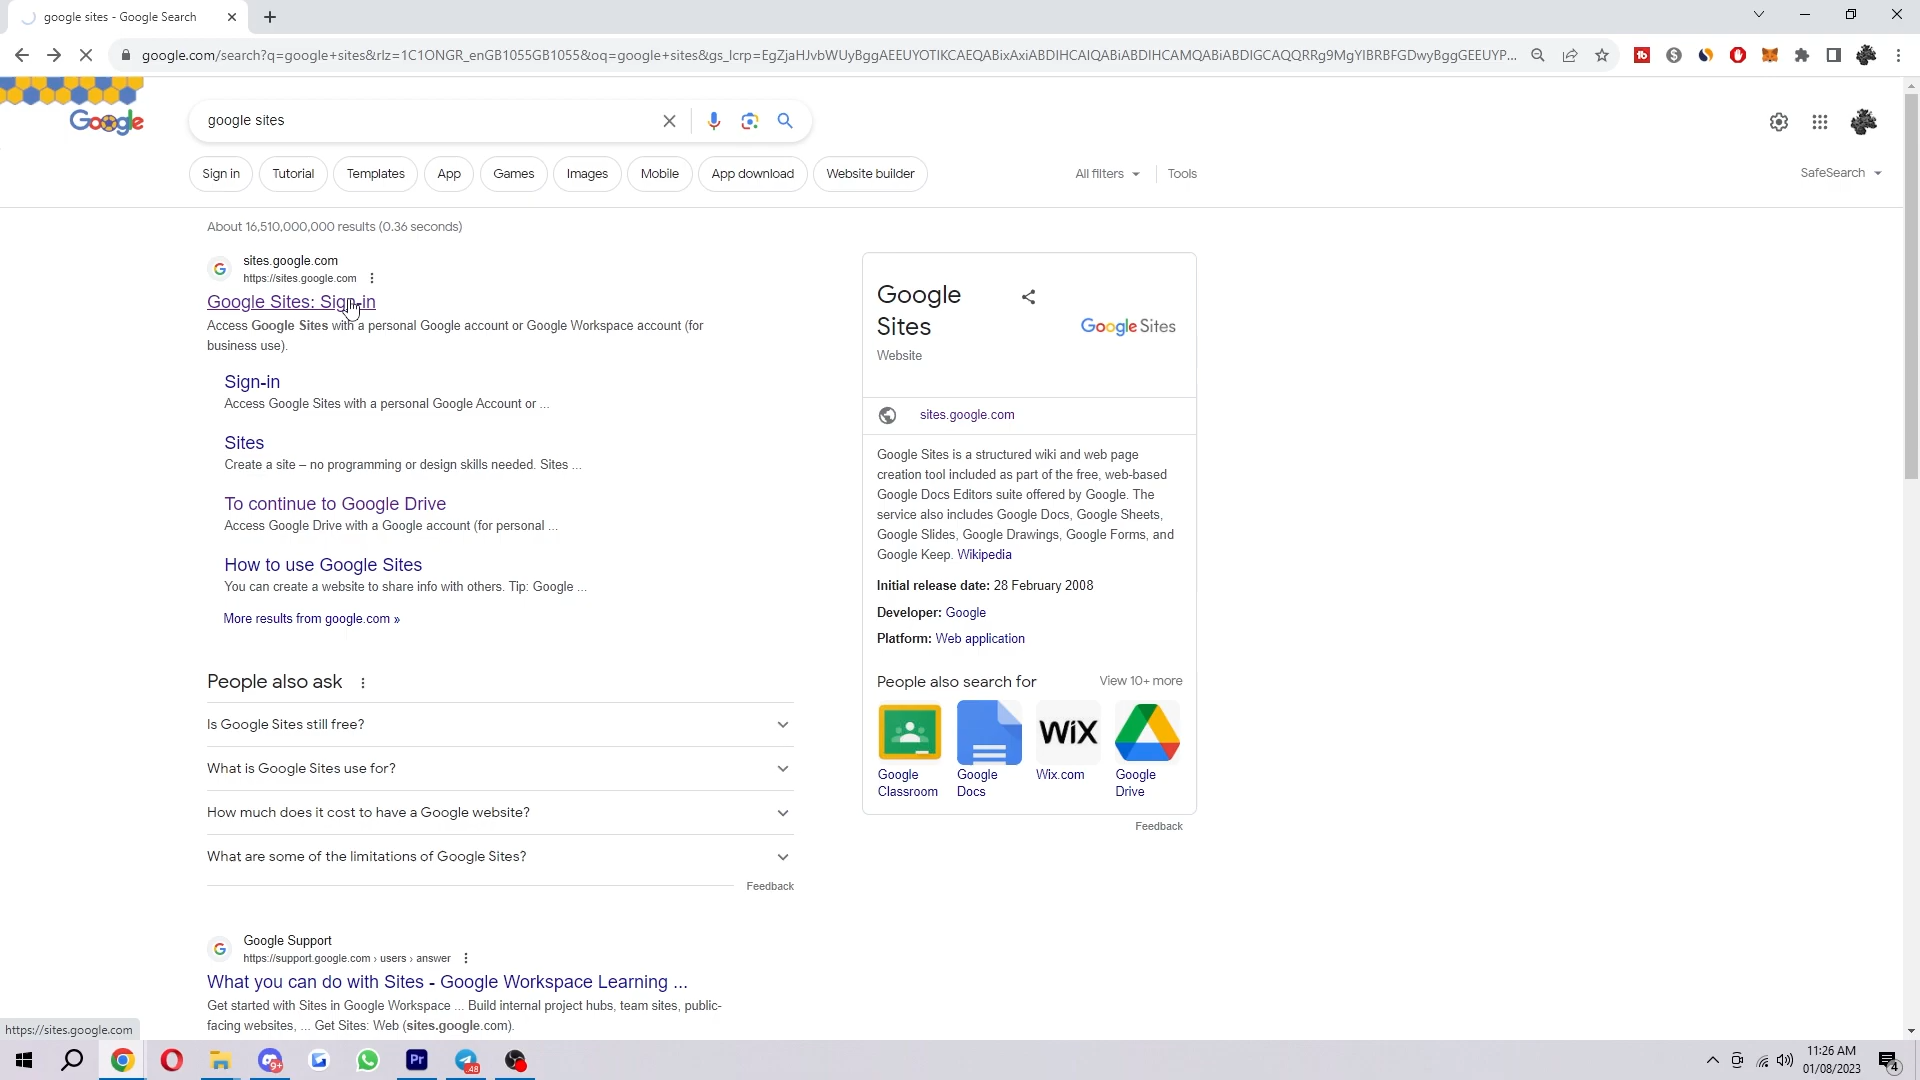 google sites - Google Search
google.com/search?q=google+sites&rlz=1C1ONGR_enGB1055GB1055&oq=google+sites&gs_lcrp=EgZjaHJvbWUyBggAEEUYOTIKCAEQABixAxiABDIHCAIQABiABDIHCAMQABiABDIGCAQQRRg9MgYIBRBFGDwyBggGEEUYP...
Google
google sites
Sign in
Tutorial
Templates
App
Games
Images
Mobile
App download
Website builder
All filters
Tools
SafeSearch
About 16,510,000,000 results (0.36 seconds)
sites.google.com
https://sites.google.com
Google Sites: Sign-in
Access Google Sites with a personal Google account or Google Workspace account (for
business use).
Sign-in
Access Google Sites with a personal Google Account or ...
Sites
Create a site – no programming or design skills needed. Sites ...
To continue to Google Drive
Access Google Drive with a Google account (for personal ...
How to use Google Sites
You can create a website to share info with others. Tip: Google ...
More results from google.com »
People also ask
Is Google Sites still free?
What is Google Sites use for?
How much does it cost to have a Google website?
What are some of the limitations of Google Sites?
Feedback
Google Support
https://support.google.com › users › answer
What you can do with Sites - Google Workspace Learning ...
Get started with Sites in Google Workspace ... Build internal project hubs, team sites, public-
facing websites, ... Get Sites: Web (sites.google.com).
Google
Sites
Website
Google Sites
sites.google.com
Google Sites is a structured wiki and web page
creation tool included as part of the free, web-based
Google Docs Editors suite offered by Google. The
service also includes Google Docs, Google Sheets,
Google Slides, Google Drawings, Google Forms, and
Google Keep. Wikipedia
Initial release date: 28 February 2008
Developer: Google
Platform: Web application
People also search for
View 10+ more
WiX
Google
Classroom
Google
Docs
Wix.com
Google
Drive
Feedback
https://sites.google.com
9+
Pr
48
11:26 AM
01/08/2023
4